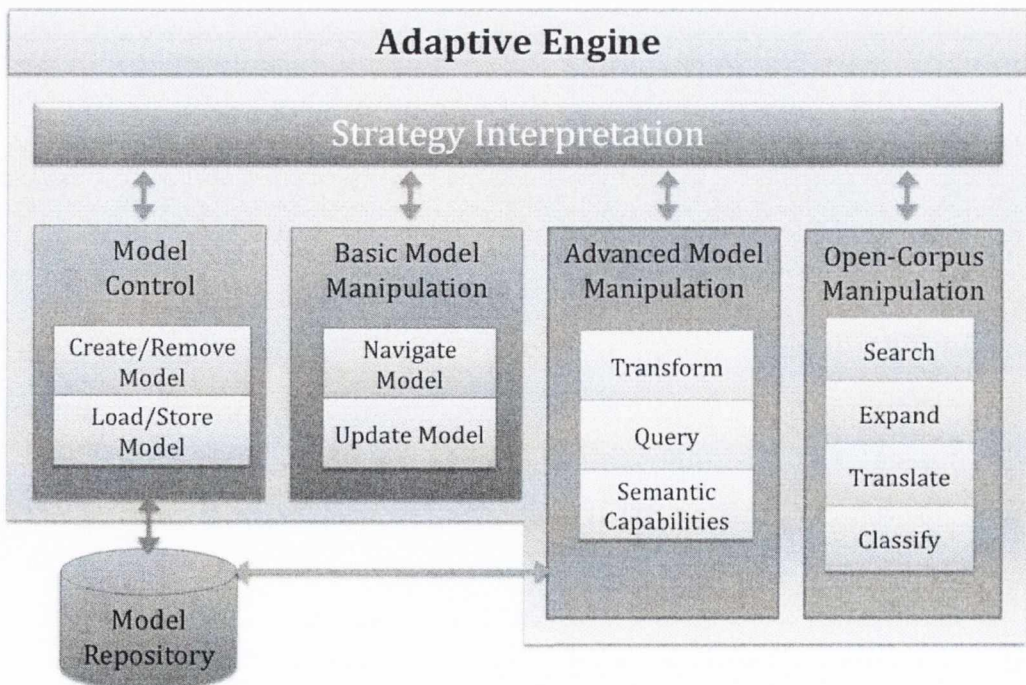 Adaptive Engine
Strategy Interpretation
Model
Control
Create/Remove
Model
Load/Store
Model
Basic Model
Manipulation
Navigate
Model
Update Model
Advanced Model
Manipulation
Transform
Query
Semantic
Capabilities
Open-Corpus
Manipulation
Search
Expand
Translate
Classify
Model
Repository